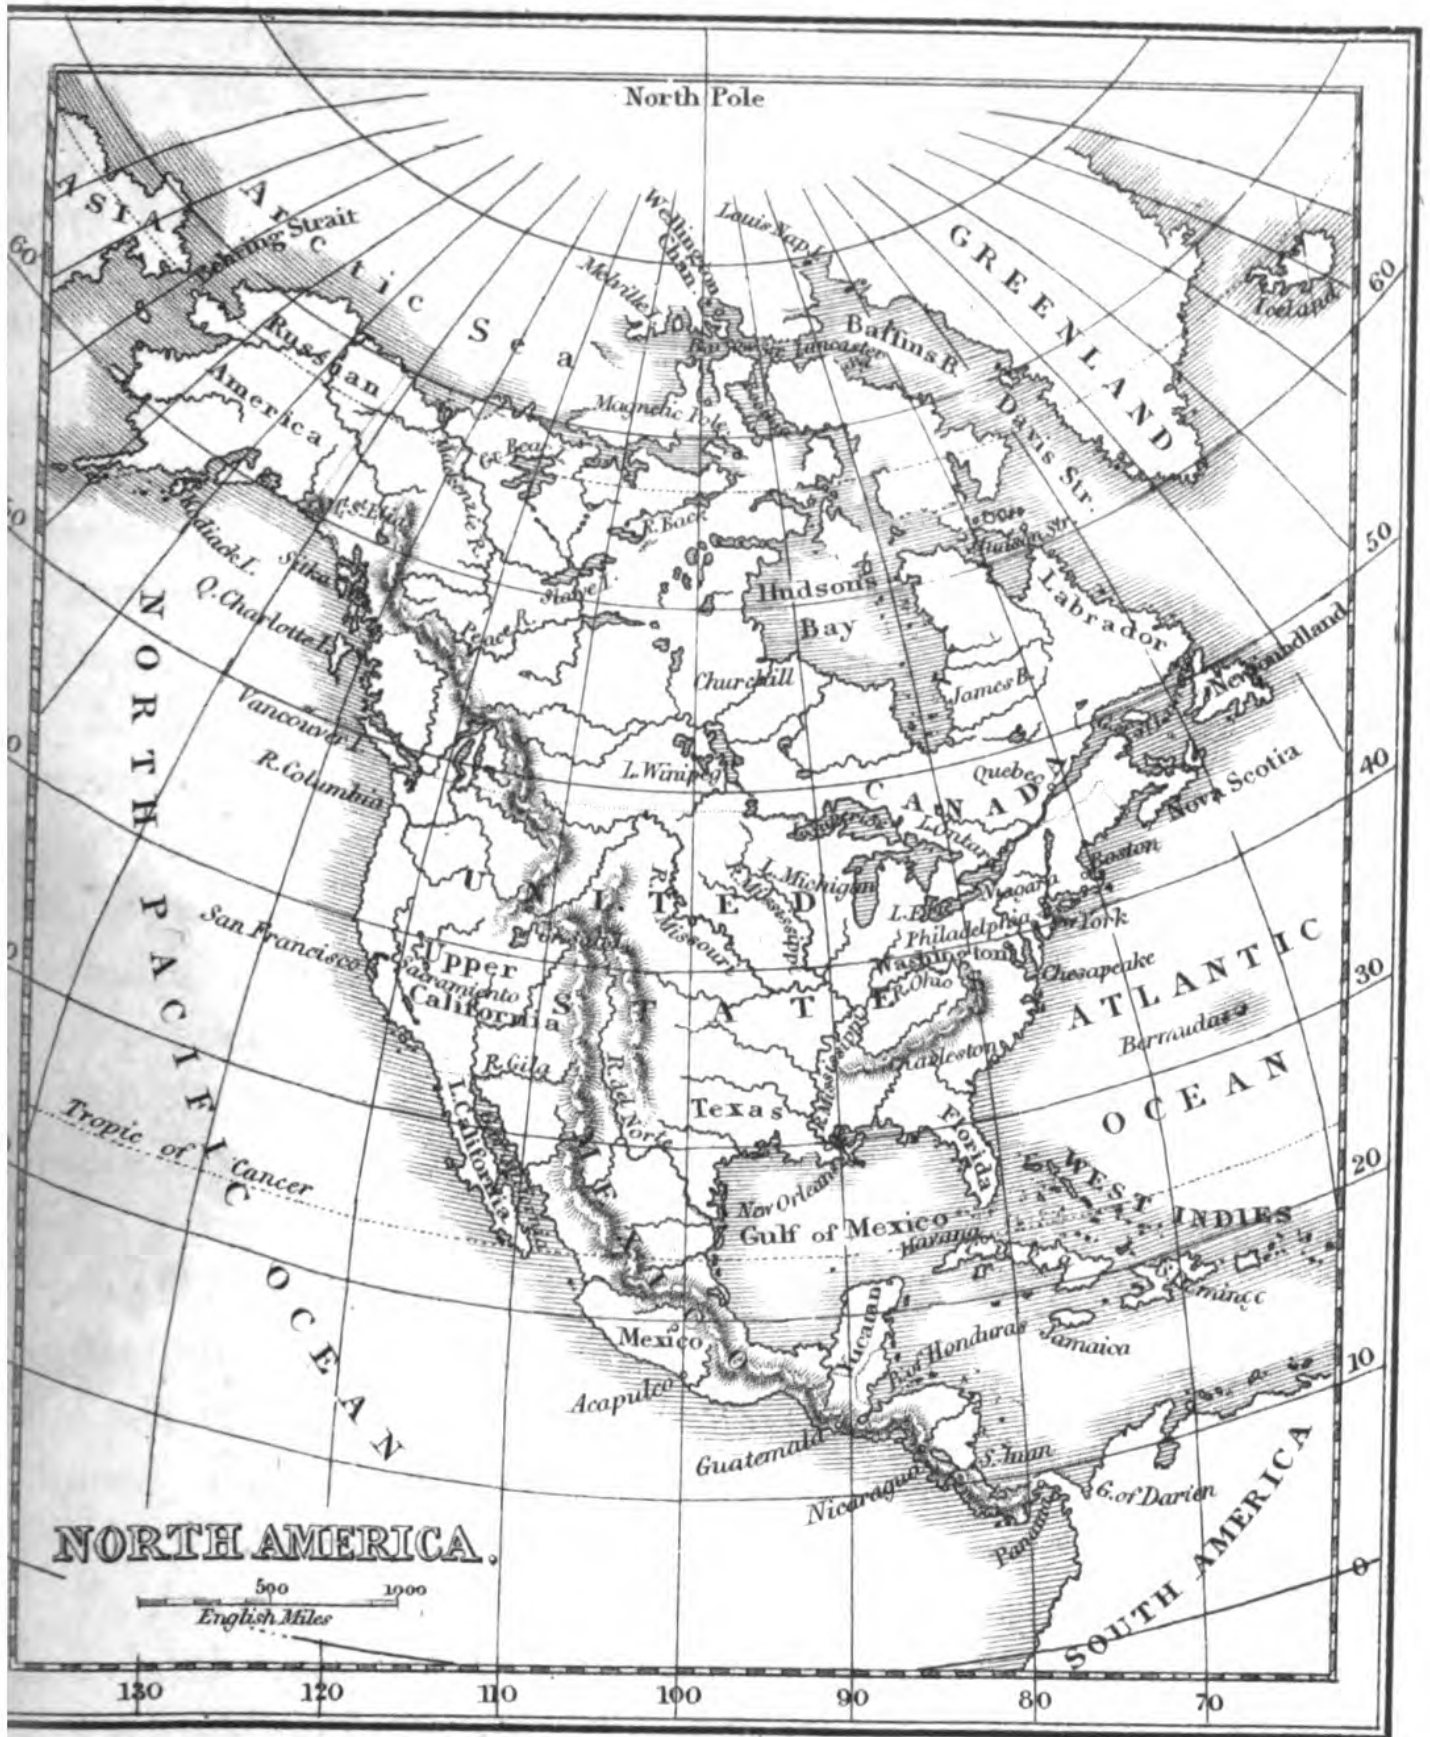 North Pole
ASIA
Arctic Sea
Behring Strait
Wellington
Chan.
Louis Nap. L.
Melville I.
GREENLAND
Iceland
60
60
Russian
America
Baffins B.
Lancaster
Magnetic Pole
Davis Str.
Gt. Bear
Mackenzie R.
Mt. St. Elias
R. Back
Kodiack I.
Sitka
Hudson Str.
50
Q. Charlotte I.
Slave L.
Peace R.
Hudsons
Bay
Labrador
Newfoundland
Churchill
James B.
Vancouver I.
R. Columbia
L. Winipeg
Quebec
CANADA
Nova Scotia
40
L. Ontario
Boston
L. Michigan
Niagara
UNITED
R. Missouri
R. Mississippi
Philadelphia
Washington
Chesapeake
San Francisco
Upper
California
Sacramiento
STATES
R. Ohio
NORTH PACIFIC OCEAN
ATLANTIC
OCEAN
Bermudas
30
R. Gila
R. del Norte
R. Mississippi
Charleston
Texas
Florida
L. California
Tropic of Cancer
New Orleans
Gulf of Mexico
Havana
WEST INDIES
20
MEXICO
Mexico
Yucatan
B. of Honduras
Jamaica
Acapulco
10
Guatemala
Nicaragua
S. Juan
G. of Darien
Panama
SOUTH AMERICA
0
NORTH AMERICA.
500 1000
English Miles
130 120 110 100 90 80 70